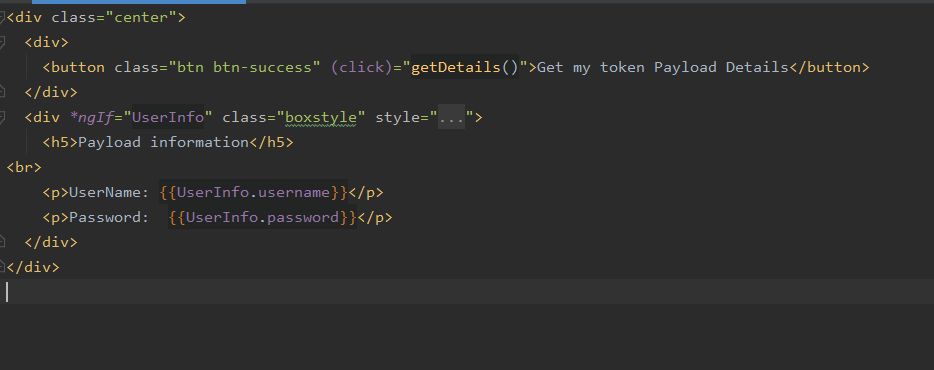 <div class="center">
<div>
<button class="btn btn-success" (click)="getDetails()">Get my token Payload Details</button>
</div>
<div *ngIf="UserInfo" class="boxstyle" style="...">
<h5>Payload information</h5>
<br>
<p>UserName: {{UserInfo.username}}</p>
<p>Password:  {{UserInfo.password}}</p>
</div>
</div>